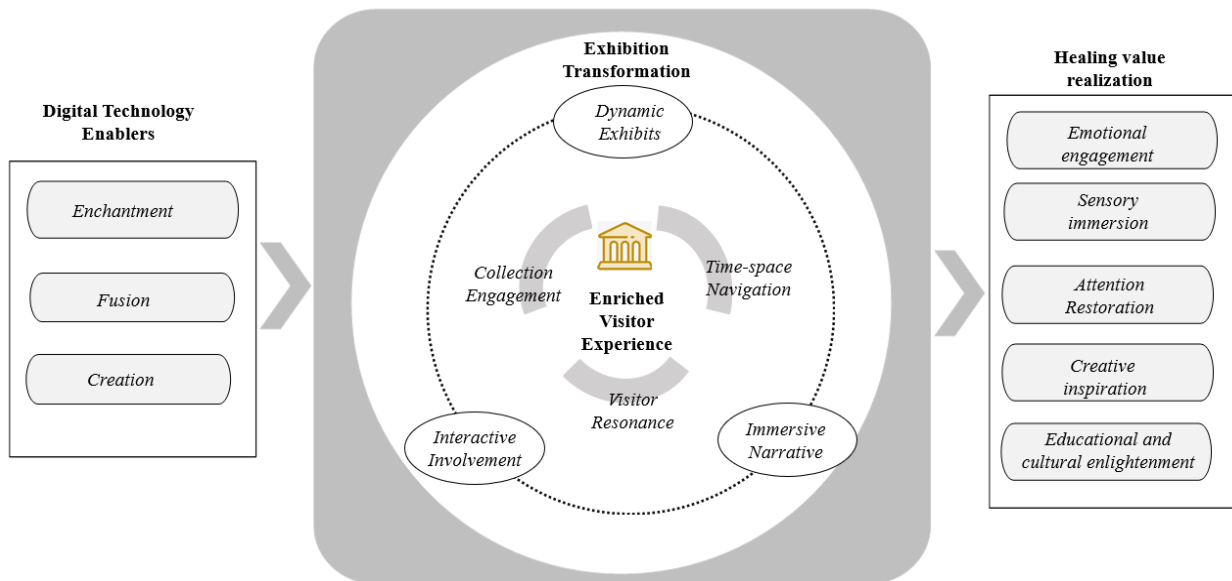 Digital Technology
Enablers
Enchantment
Fusion
Creation
Exhibition
Transformation
Dynamic
Exhibits
Collection
Engagement
Time-space
Navigation
Enriched
Visitor
Experience
Visitor
Resonance
Interactive
Involvement
Immersive
Narrative
Healing value
realization
Emotional
engagement
Sensory
immersion
Attention
Restoration
Creative
inspiration
Educational and
cultural enlightenment